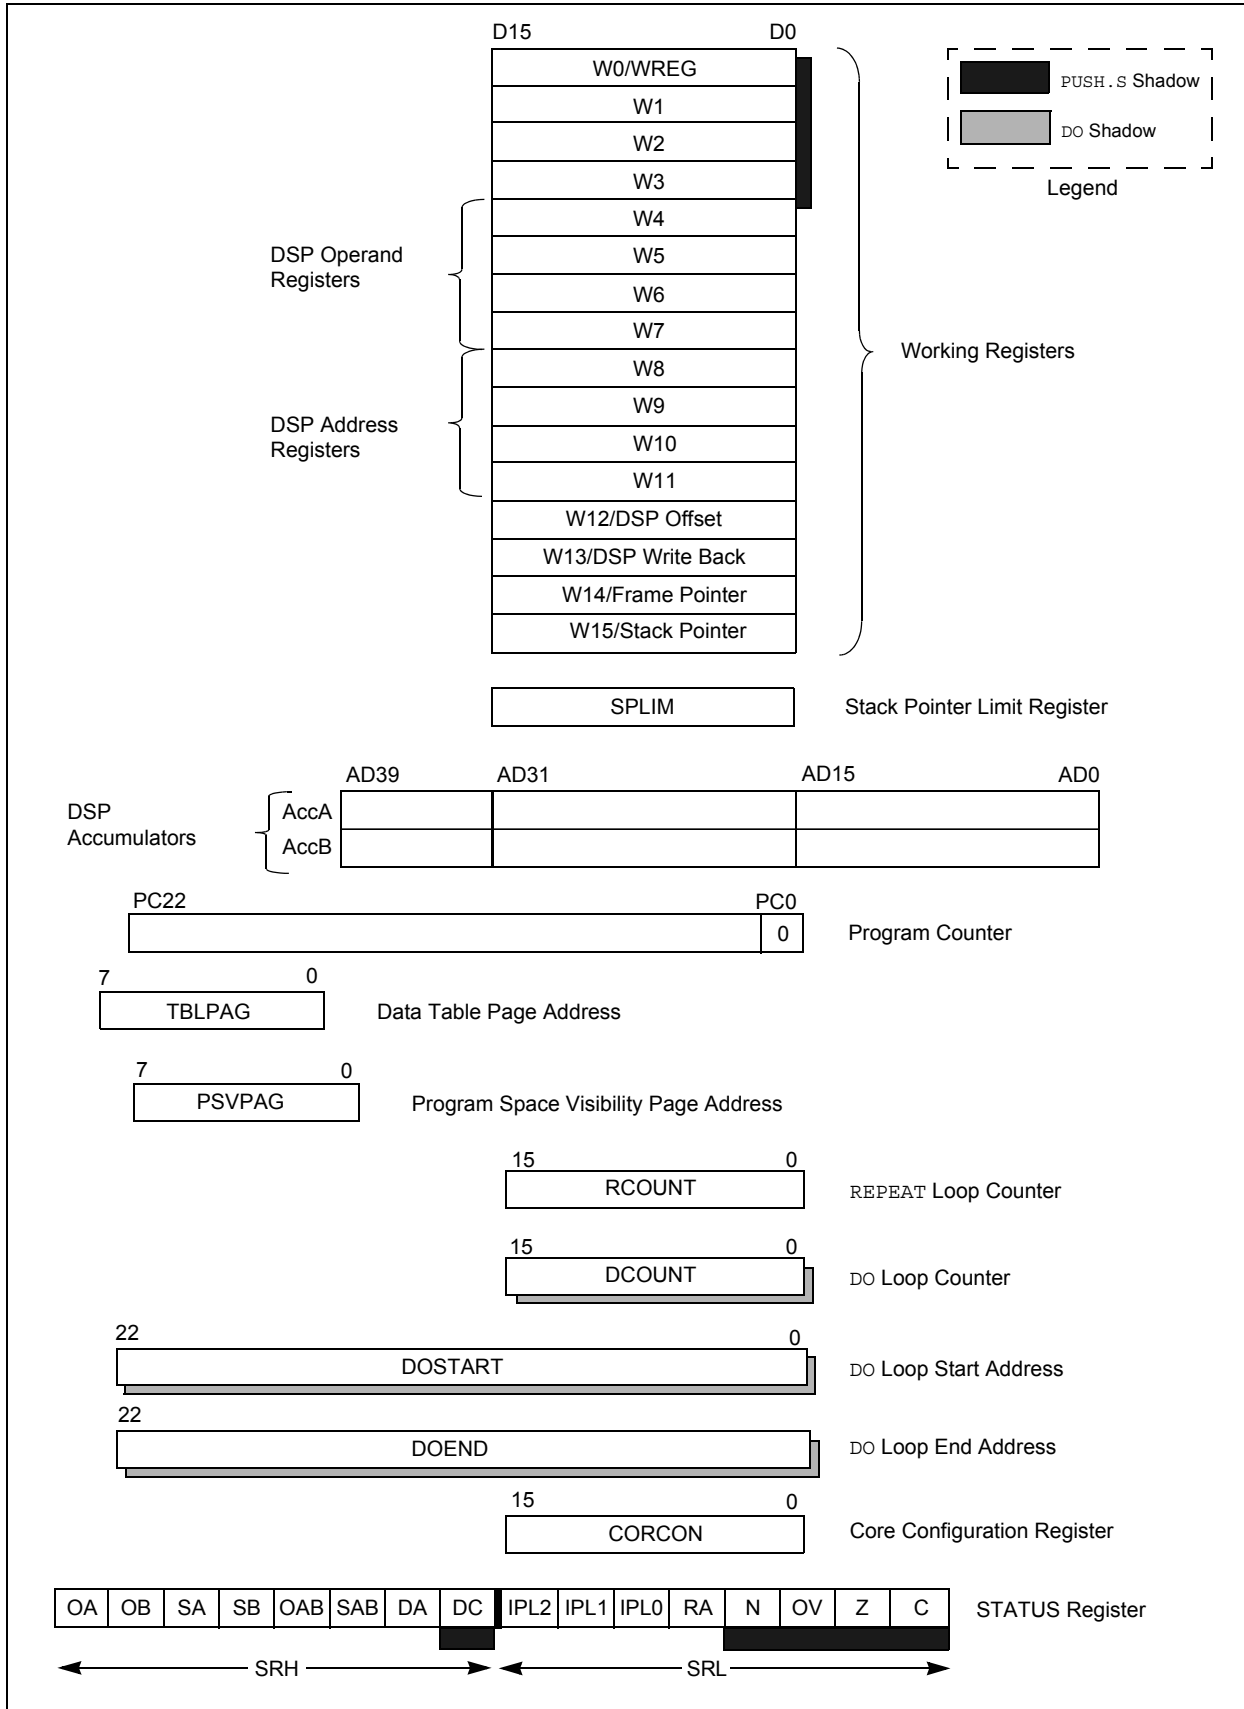 D15 D0
W0/WREG
W1
W2
W3
W4
W5
W6
W7
W8
W9
W10
W11
W12/DSP Offset
W13/DSP Write Back
W14/Frame Pointer
W15/Stack Pointer
PUSH.S Shadow
DO Shadow
Legend
DSP Operand
Registers
DSP Address
Registers
Working Registers
SPLIM Stack Pointer Limit Register
AD39 AD31 AD15 AD0
DSP
Accumulators
AccA
AccB
PC22 PC0
0 Program Counter
7 0
TBLPAG Data Table Page Address
7 0
PSVPAG Program Space Visibility Page Address
15 0
RCOUNT REPEAT Loop Counter
15 0
DCOUNT DO Loop Counter
22 0
DOSTART DO Loop Start Address
22
DOEND DO Loop End Address
15 0
CORCON Core Configuration Register
OA OB SA SB OAB SAB DA DC IPL2 IPL1 IPL0 RA N OV Z C STATUS Register
SRH SRL